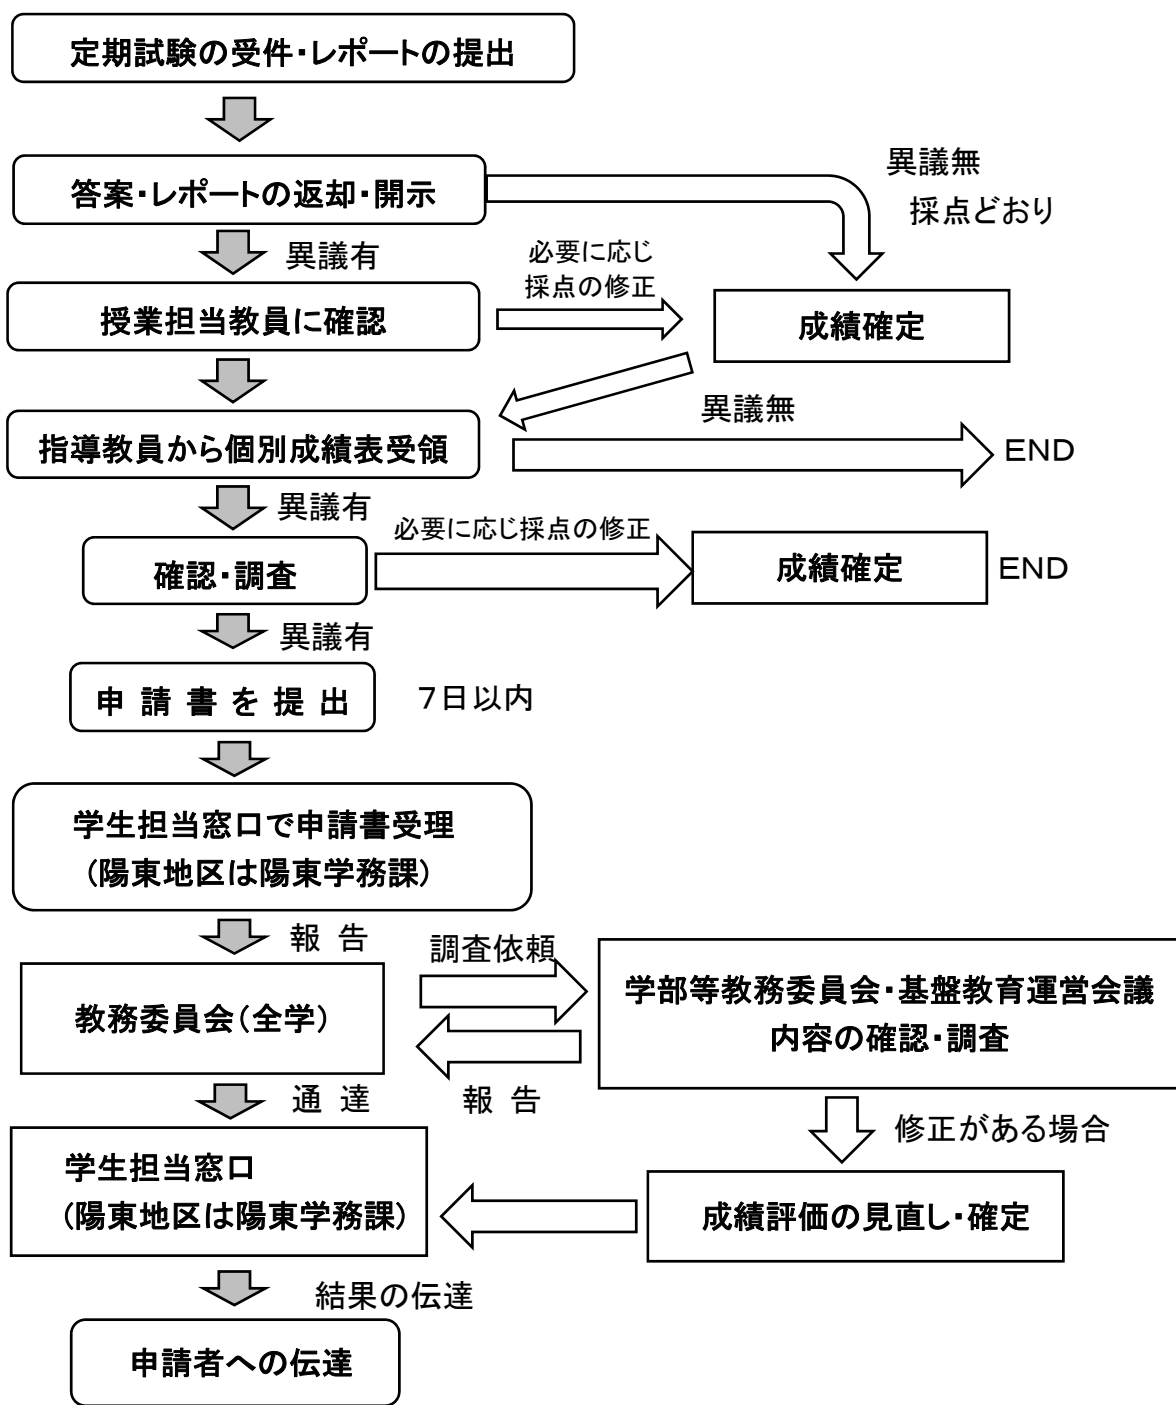 定期試験の受件・レポートの提出
答案・レポートの返却・開示
異議無
採点どおり
異議有
必要に応じ
採点の修正
授業担当教員に確認
成績確定
指導教員から個別成績表受領
異議無
END
異議有
必要に応じ採点の修正
確認・調査
成績確定
END
異議有
申 請 書 を 提 出
7日以内
学生担当窓口で申請書受理
(陽東地区は陽東学務課)
報 告
調査依頼
教務委員会(全学)
学部等教務委員会・基盤教育運営会議
内容の確認・調査
通 達
報 告
修正がある場合
学生担当窓口
(陽東地区は陽東学務課)
成績評価の見直し・確定
結果の伝達
申請者への伝達